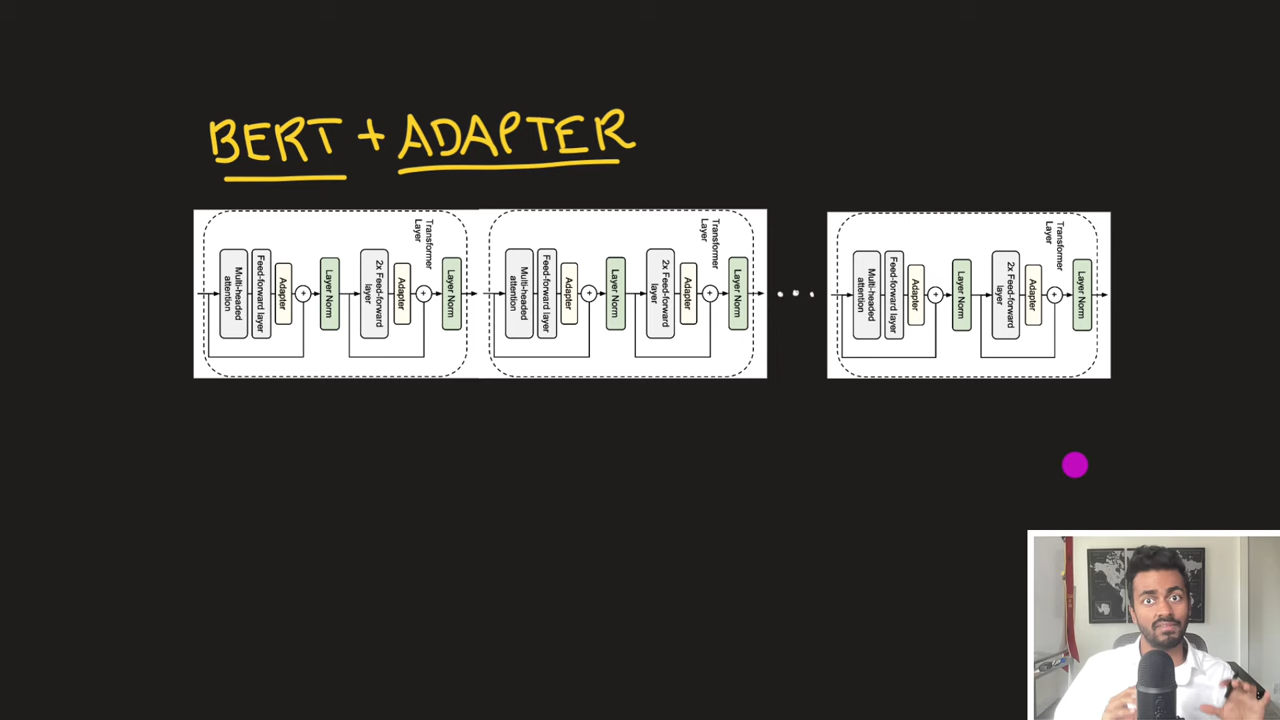 BERT + ADAPTER
Transformer
Layer
Multi-headed
attention
Feed-forward layer
Adapter
+
Layer Norm
2x Feed-forward
layer
Adapter
+
Layer Norm
Transformer
Layer
Multi-headed
attention
Feed-forward layer
Adapter
+
Layer Norm
2x Feed-forward
layer
Adapter
+
Layer Norm
...
Transformer
Layer
Multi-headed
attention
Feed-forward layer
Adapter
+
Layer Norm
2x Feed-forward
layer
Adapter
+
Layer Norm